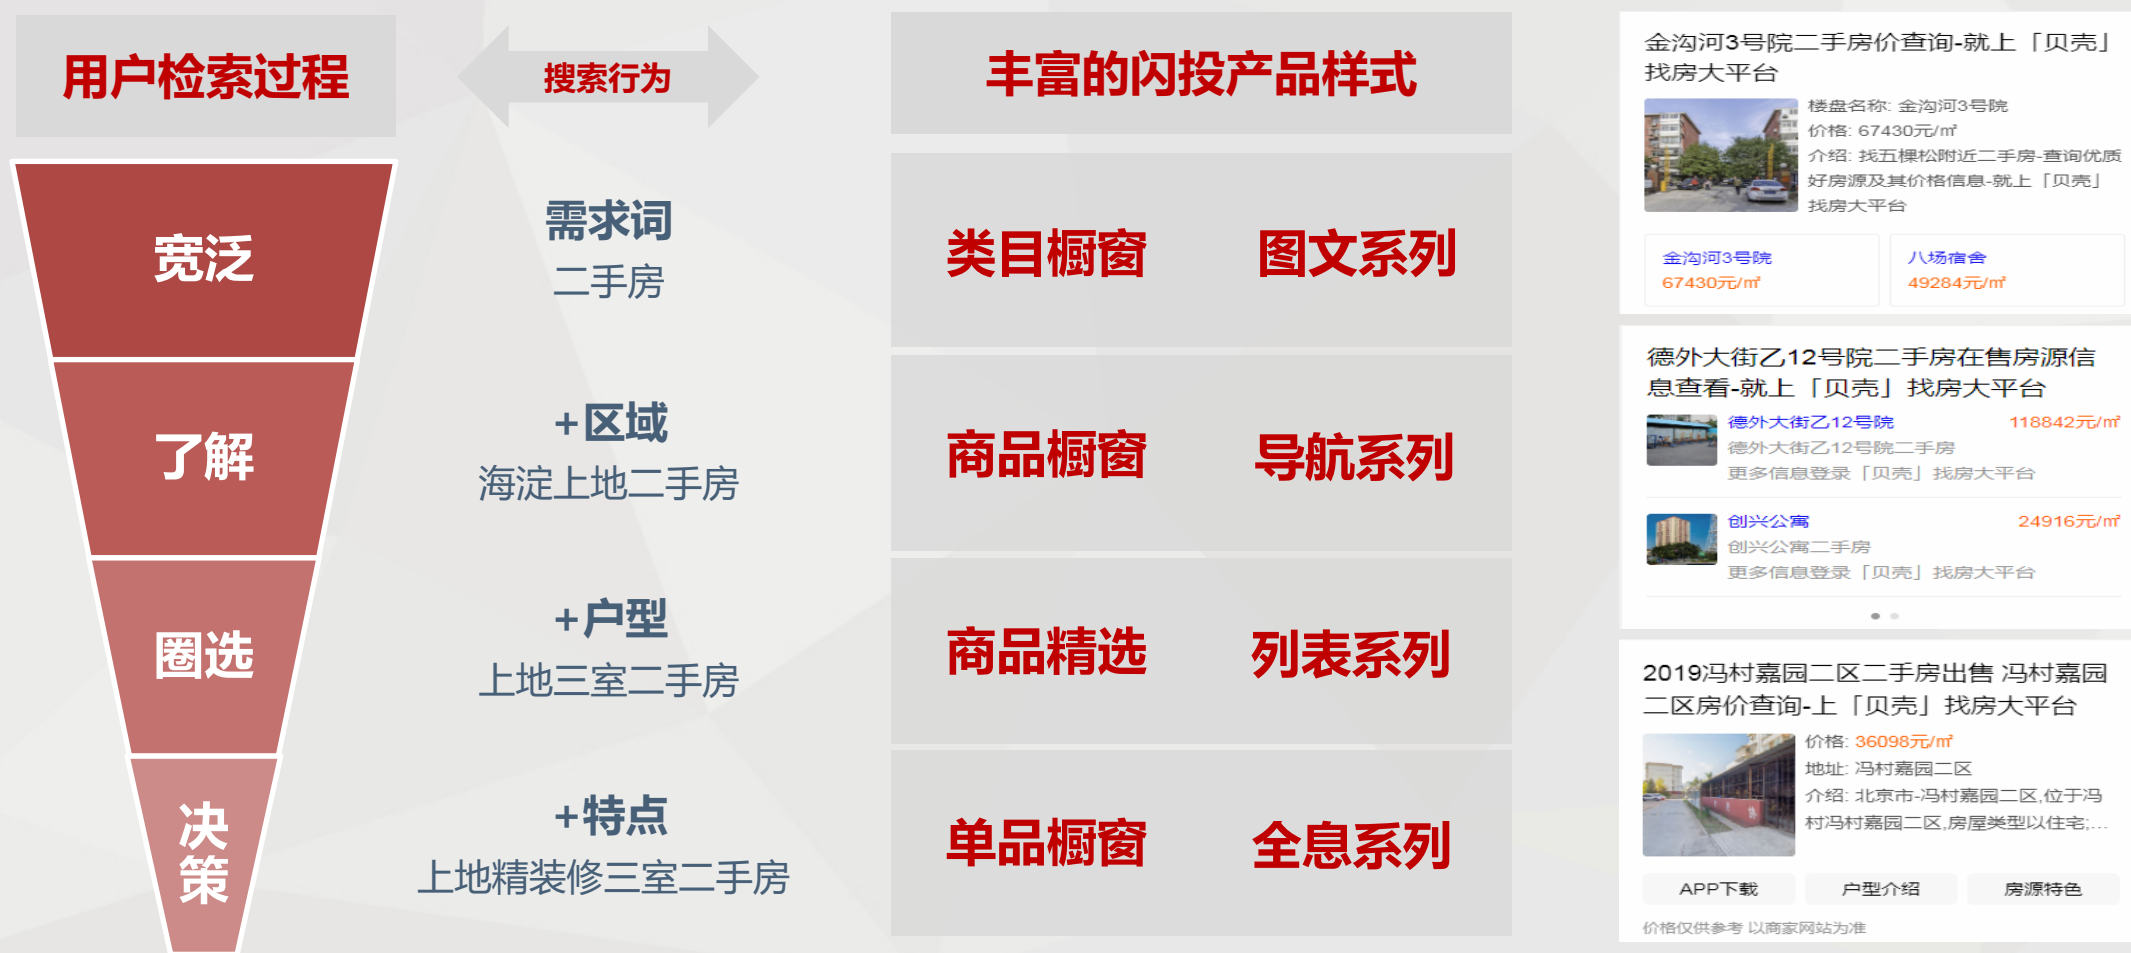 用户检索过程
搜索行为
丰富的闪投产品样式
宽泛
需求词
二手房
类目橱窗
图文系列
了解
+区域
海淀上地二手房
商品橱窗
导航系列
圈选
+户型
上地三室二手房
商品精选
列表系列
决
策
+特点
上地精装修三室二手房
单品橱窗
全息系列
金沟河3号院二手房价查询-就上「贝壳」
找房大平台
楼盘名称: 金沟河3号院
价格: 67430元/㎡
介绍: 找五棵松附近二手房-查询优质
好房源及其价格信息-就上「贝壳」
找房大平台
金沟河3号院
67430元/㎡
八场宿舍
49284元/㎡
德外大街乙12号院二手房在售房源信
息查看-就上「贝壳」找房大平台
德外大街乙12号院
118842元/㎡
德外大街乙12号院二手房
更多信息登录「贝壳」找房大平台
创兴公寓
24916元/㎡
创兴公寓二手房
更多信息登录「贝壳」找房大平台
2019冯村嘉园二区二手房出售 冯村嘉园
二区房价查询-上「贝壳」找房大平台
价格: 36098元/㎡
地址: 冯村嘉园二区
介绍: 北京市-冯村嘉园二区,位于冯
村冯村嘉园二区,房屋类型以住宅;...
APP下载
户型介绍
房源特色
价格仅供参考 以商家网站为准